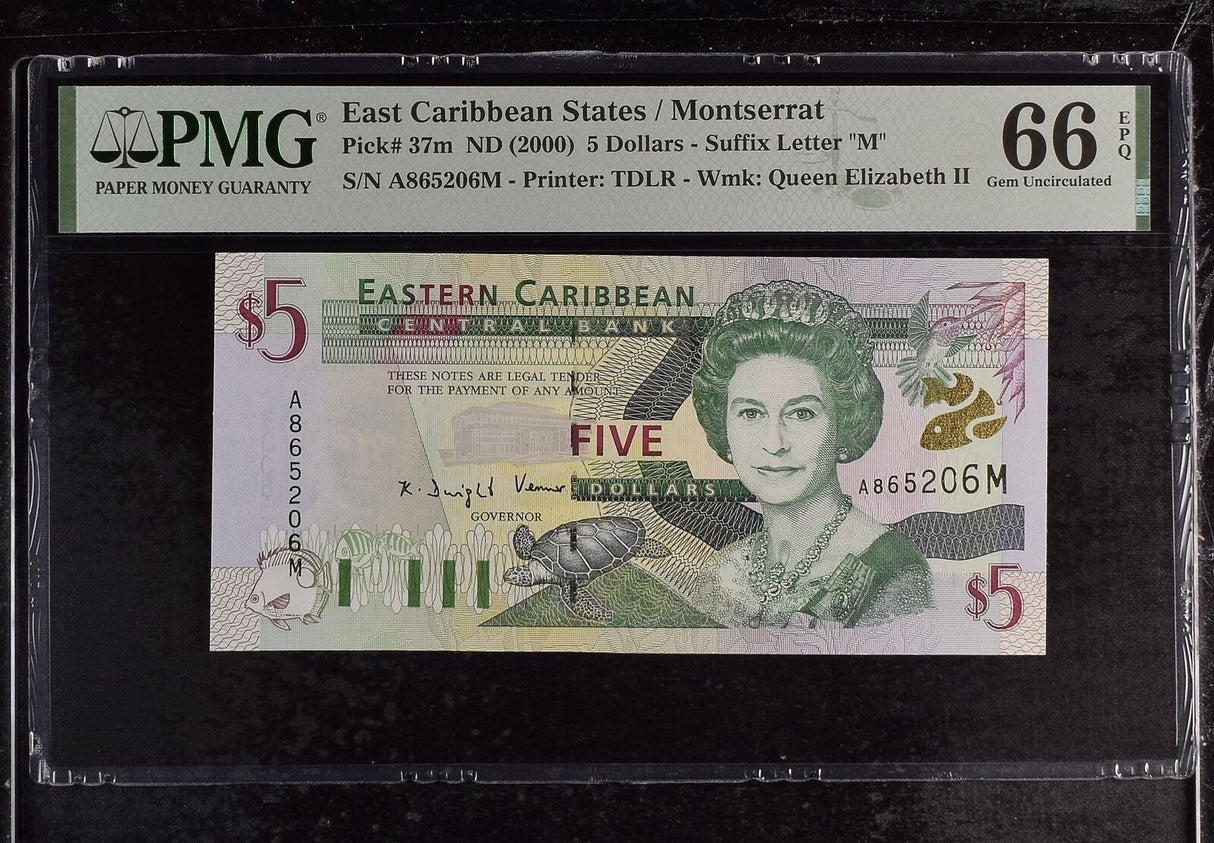 PMG®
PAPER MONEY GUARANTY
East Caribbean States / Montserrat
Pick# 37m ND (2000) 5 Dollars - Suffix Letter "M"
S/N A865206M - Printer: TDLR - Wmk: Queen Elizabeth II
66
Gem Uncirculated
EPQ
$5
EASTERN CARIBBEAN
CENTRAL BANK
THESE NOTES ARE LEGAL TENDER
FOR THE PAYMENT OF ANY AMOUNT
A865206M
FIVE
DOLLARS
K. Dwight Venner
GOVERNOR
A865206M
$5